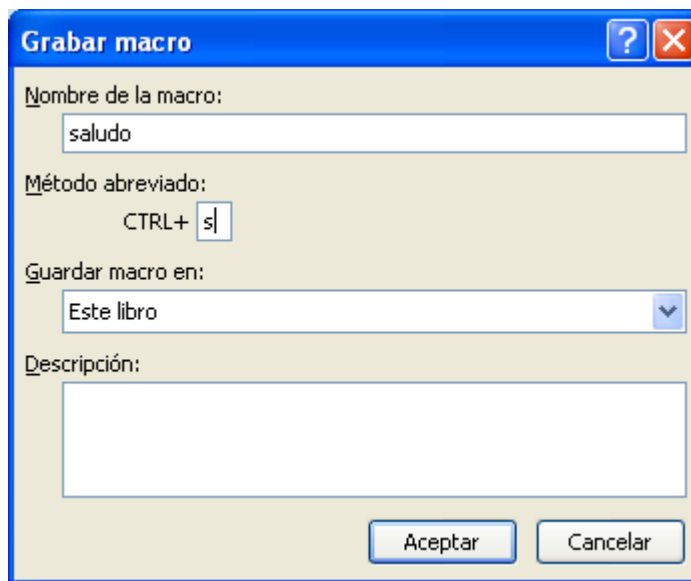 Grabar macro
?
Nombre de la macro:
saludo
Método abreviado:
CTRL+ s
Guardar macro en:
Este libro
Descripción:
Aceptar Cancelar